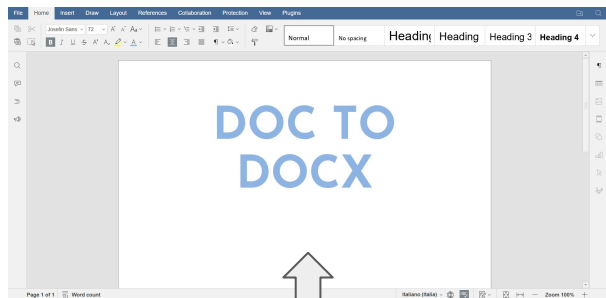 File Home Insert Draw Layout References Collaboration Protection View Plugins
Josefin Sans 72
Normal No spacing Heading Heading Heading 3 Heading 4
DOC TO
DOCX
Page 1 of 1 Word count Italiano (Italia) Zoom 100%